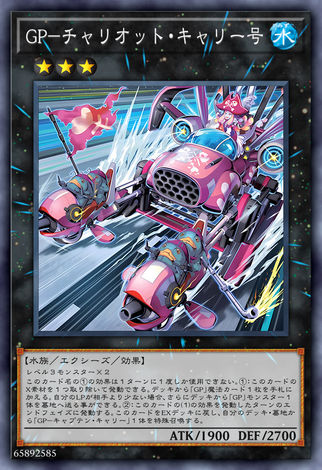 GP－チャリオット・キャリー号
水
【水族／エクシーズ／効果】
レベル３モンスター×２
このカード名の①の効果は１ターンに１度しか使用できない。①：このカードの
X素材を１つ取り除いて発動できる。デッキから「GP」魔法カード１枚を手札に
加える。自分のLPが相手より少ない場合、さらにデッキから「GP」モンスター１
体を墓地へ送る事ができる。②：このカードの①の効果を発動したターンのエ
ンドフェイズに発動する。このカードをEXデッキに戻し、自分のデッキ・墓地か
ら「GP－キャプテン・キャリー」１体を特殊召喚する。
ATK/1900 DEF/2700
65892585